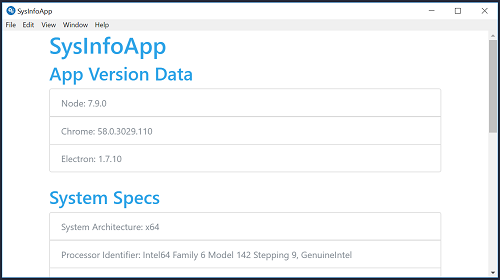 SysInfoApp
File Edit View Window Help
SysInfoApp
App Version Data
Node: 7.9.0
Chrome: 58.0.3029.110
Electron: 1.7.10
System Specs
System Architecture: x64
Processor Identifier: Intel64 Family 6 Model 142 Stepping 9, GenuineIntel